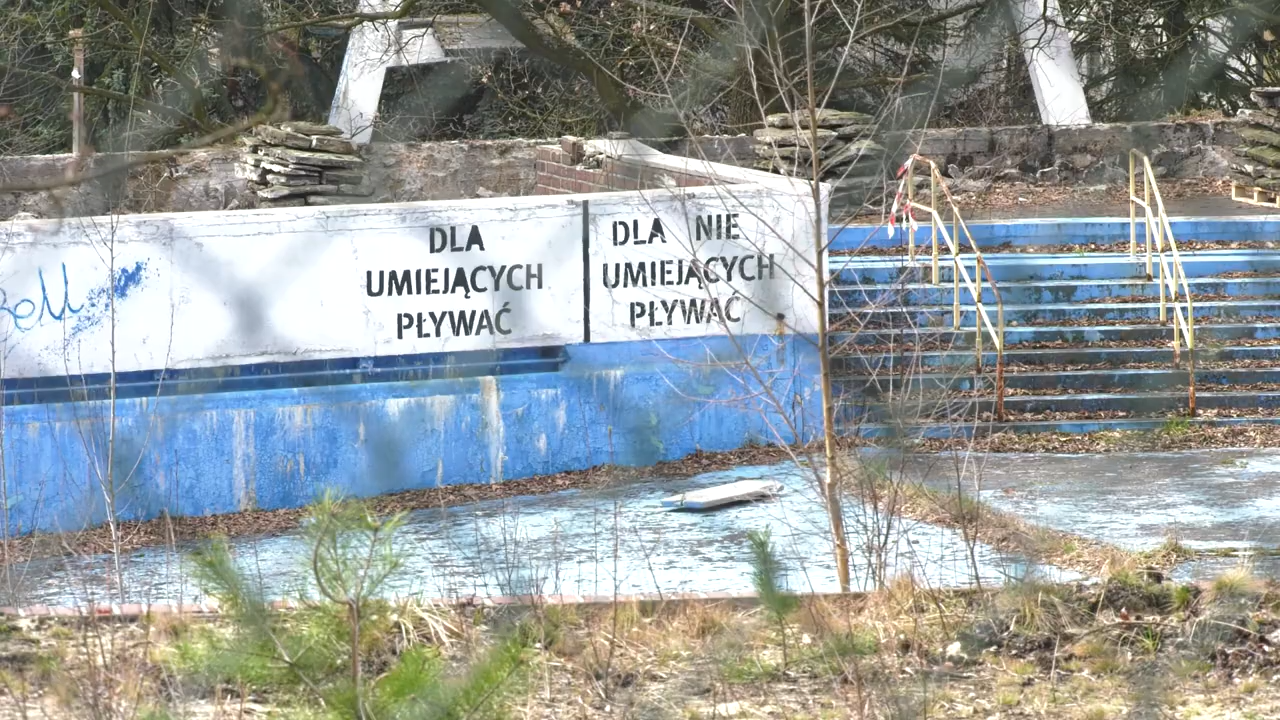 DLA
UMIEJĄCYCH
PŁYWAĆ
DLA NIE
UMIEJĄCYCH
PŁYWAĆ